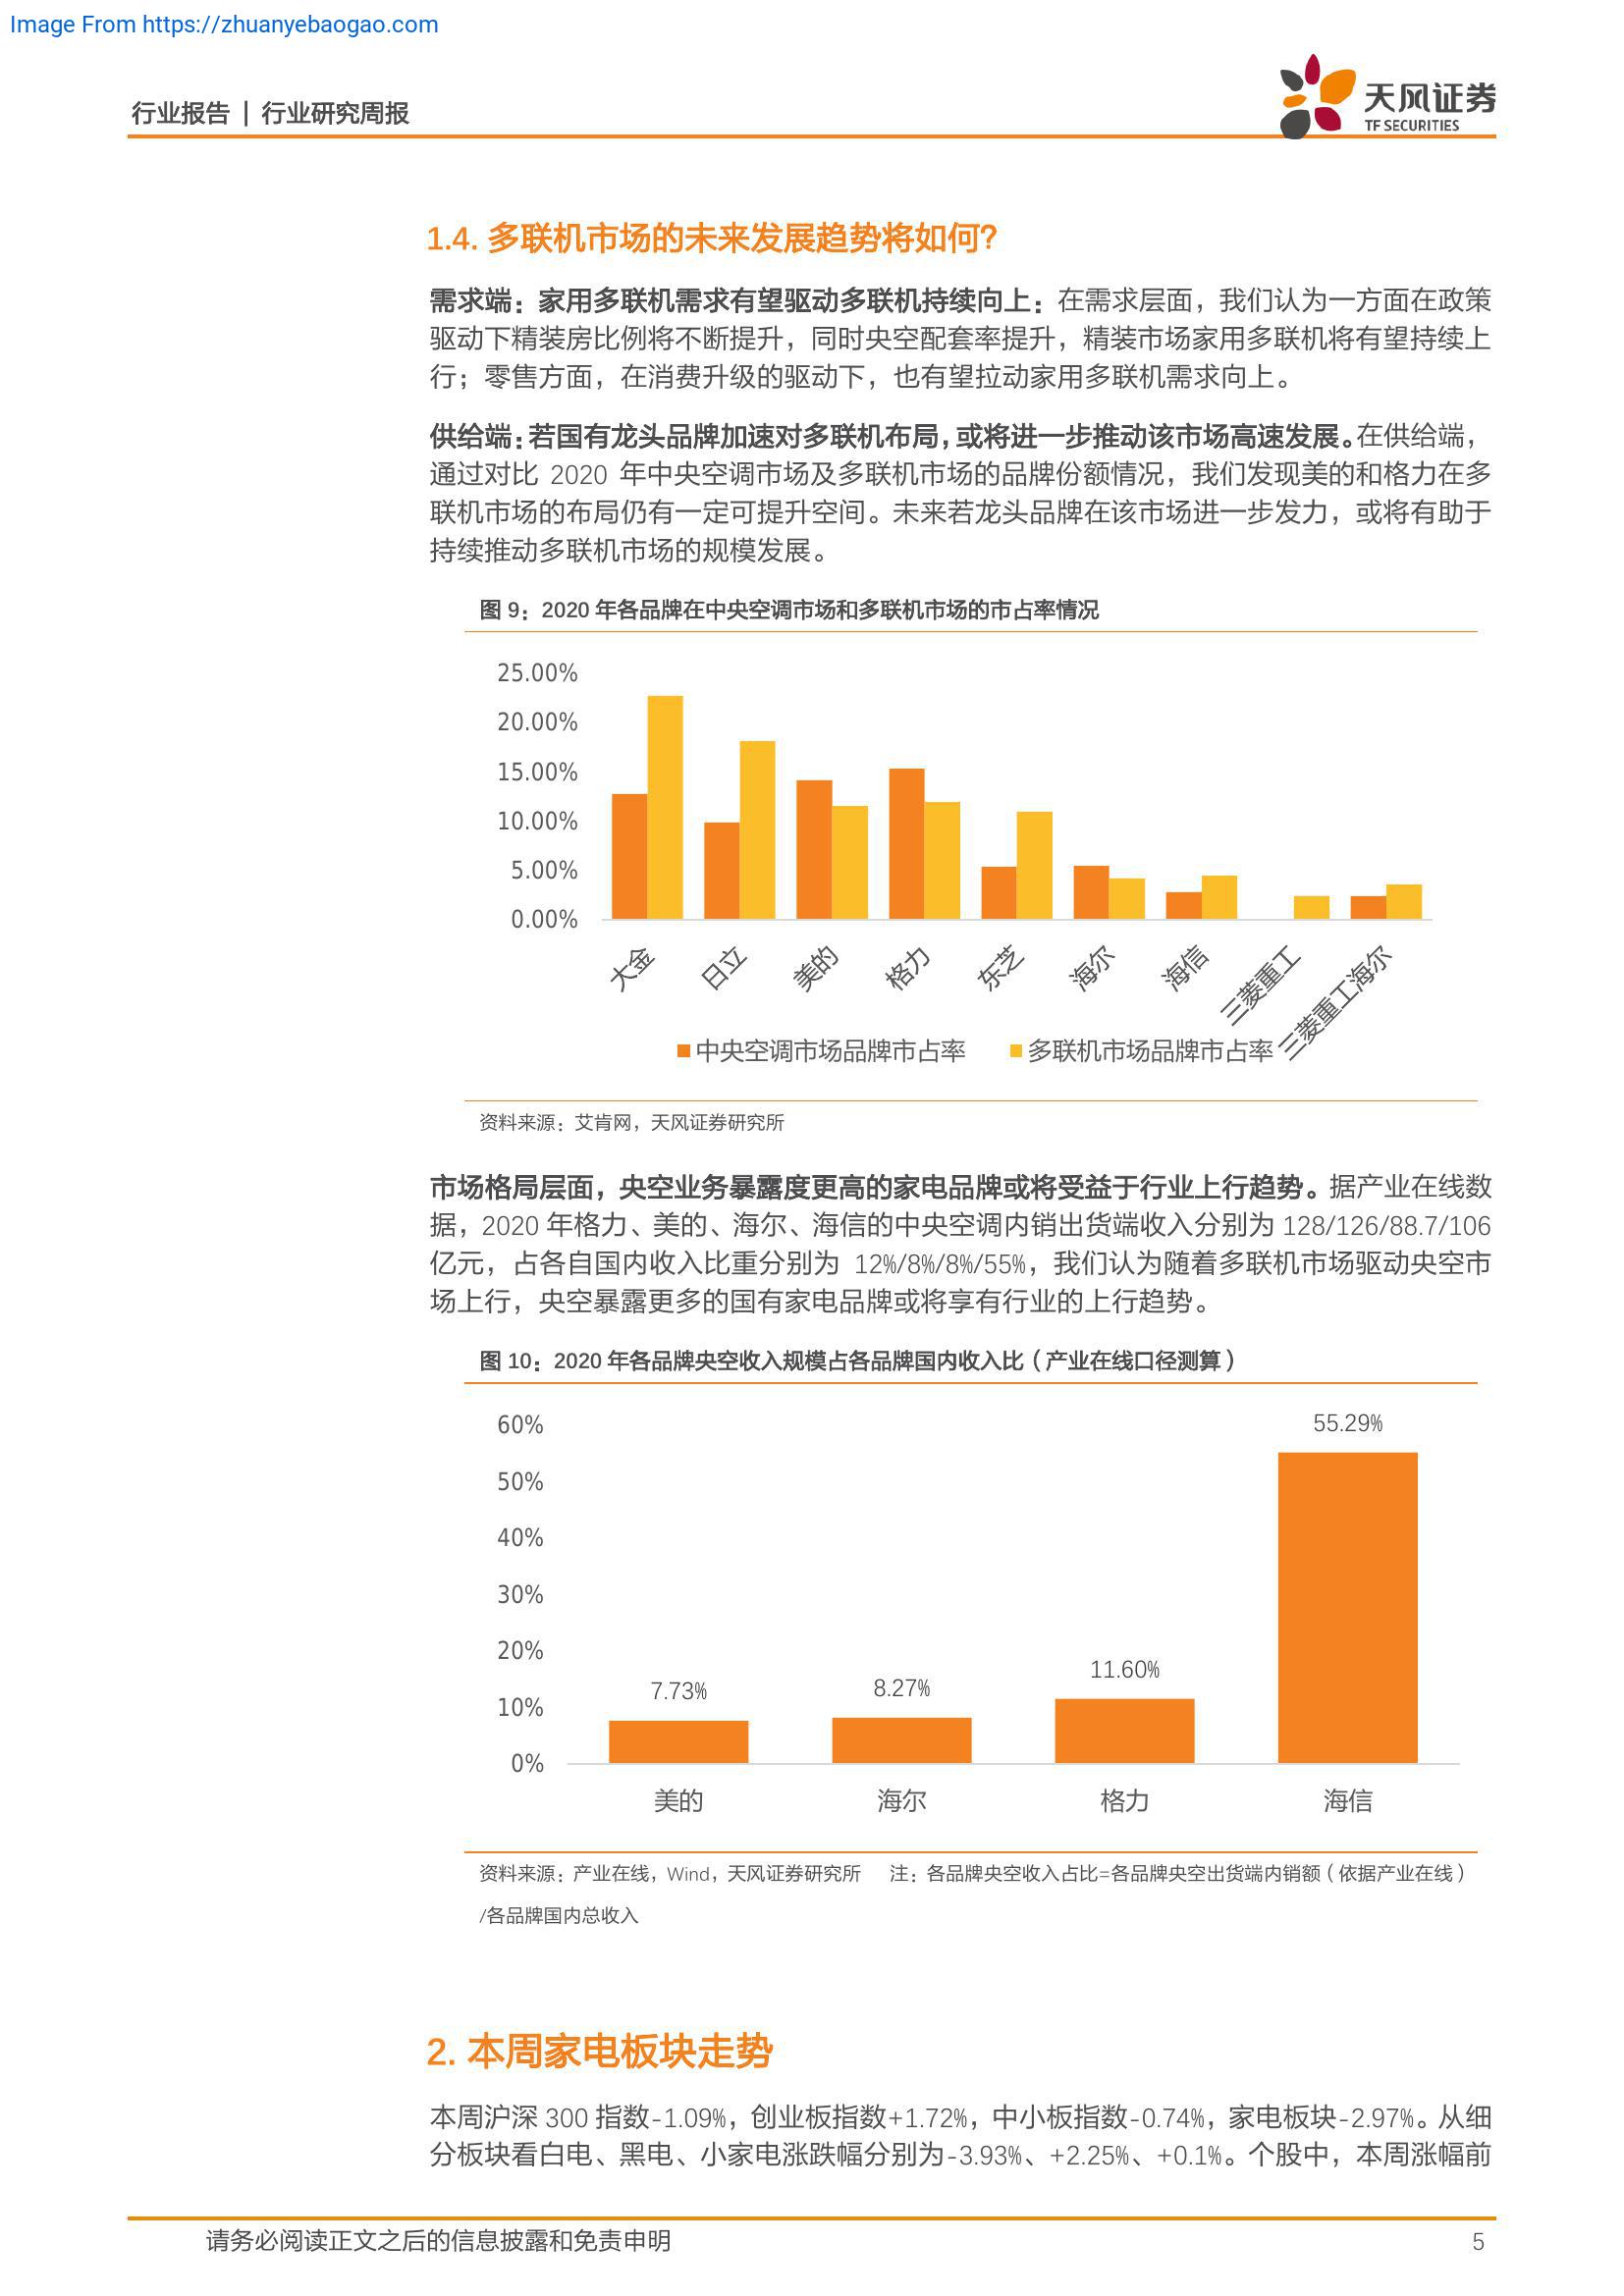 Image From https://zhuanyebaogao.com
行业报告 | 行业研究周报
天风证券
TF SECURITIES
1.4. 多联机市场的未来发展趋势将如何?
需求端：家用多联机需求有望驱动多联机持续向上：在需求层面，我们认为一方面在政策
驱动下精装房比例将不断提升，同时央空配套率提升，精装市场家用多联机将有望持续上
行；零售方面，在消费升级的驱动下，也有望拉动家用多联机需求向上。
供给端：若国有龙头品牌加速对多联机布局，或将进一步推动该市场高速发展。在供给端，
通过对比 2020 年中央空调市场及多联机市场的品牌份额情况，我们发现美的和格力在多
联机市场的布局仍有一定可提升空间。未来若龙头品牌在该市场进一步发力，或将有助于
持续推动多联机市场的规模发展。
图 9：2020 年各品牌在中央空调市场和多联机市场的市占率情况
25.00%
20.00%
15.00%
10.00%
5.00%
0.00%
大金
日立
美的
格力
东芝
海尔
海信
三菱重工
三菱重工海尔
中央空调市场品牌市占率
多联机市场品牌市占率
资料来源：艾肯网，天风证券研究所
市场格局层面，央空业务暴露度更高的家电品牌或将受益于行业上行趋势。据产业在线数
据，2020 年格力、美的、海尔、海信的中央空调内销出货端收入分别为 128/126/88.7/106
亿元，占各自国内收入比重分别为 12%/8%/8%/55%，我们认为随着多联机市场驱动央空市
场上行，央空暴露更多的国有家电品牌或将享有行业的上行趋势。
图 10：2020 年各品牌央空收入规模占各品牌国内收入比（产业在线口径测算）
60%
50%
40%
30%
20%
10%
0%
7.73%
8.27%
11.60%
55.29%
美的
海尔
格力
海信
资料来源：产业在线，Wind，天风证券研究所 注：各品牌央空收入占比=各品牌央空出货端内销额（依据产业在线）
/各品牌国内总收入
2. 本周家电板块走势
本周沪深 300 指数-1.09%，创业板指数+1.72%，中小板指数-0.74%，家电板块-2.97%。从细
分板块看白电、黑电、小家电涨跌幅分别为-3.93%、+2.25%、+0.1%。个股中，本周涨幅前
请务必阅读正文之后的信息披露和免责申明
5